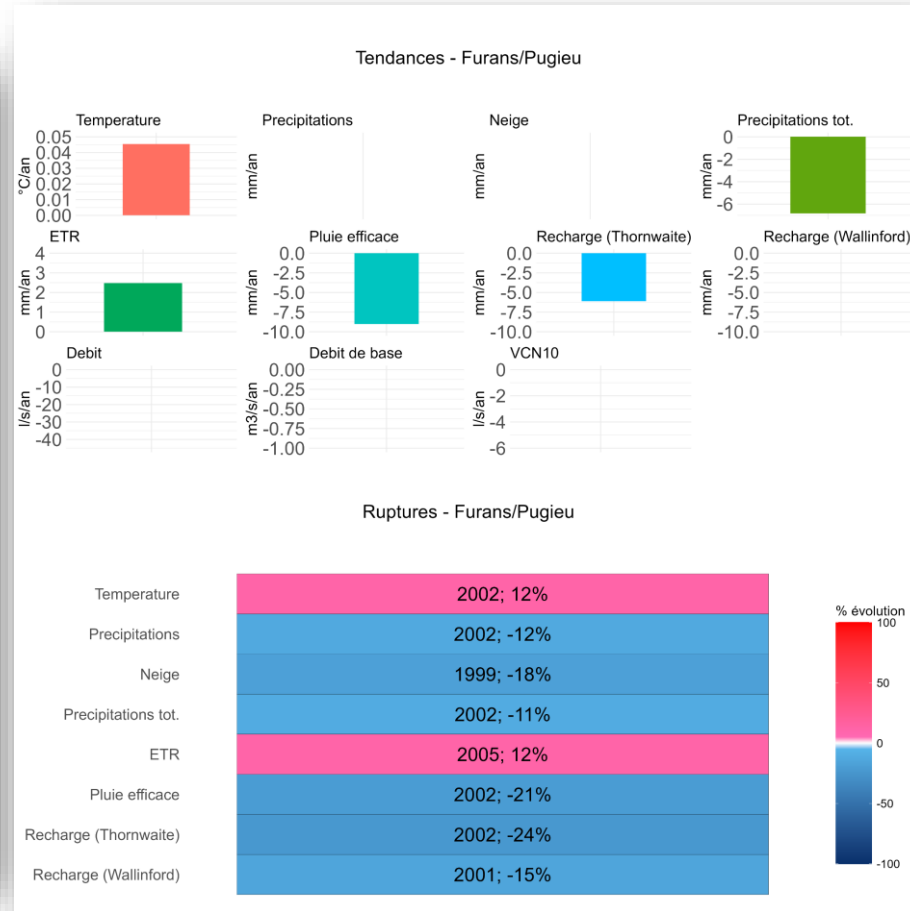 Tendances - Furans/Pugieu
Temperature
°C/an
0.05
0.04
0.03
0.02
0.01
0.00
Precipitations
mm/an
Neige
mm/an
Precipitations tot.
mm/an
0
-2
-4
-6
ETR
mm/an
4
3
2
1
0
Pluie efficace
mm/an
0.0
-2.5
-5.0
-7.5
-10.0
Recharge (Thornwaite)
mm/an
0.0
-2.5
-5.0
-7.5
-10.0
Recharge (Wallinford)
mm/an
0.0
-2.5
-5.0
-7.5
-10.0
Debit
l/s/an
0
-10
-20
-30
-40
Debit de base
m3/s/an
0.00
-0.25
-0.50
-0.75
-1.00
VCN10
l/s/an
0
-2
-4
-6
Ruptures - Furans/Pugieu
Temperature 2002; 12%
Precipitations 2002; -12%
Neige 1999; -18%
Precipitations tot. 2002; -11%
ETR 2005; 12%
Pluie efficace 2002; -21%
Recharge (Thornwaite) 2002; -24%
Recharge (Wallinford) 2001; -15%
% évolution
100
50
0
-50
-100